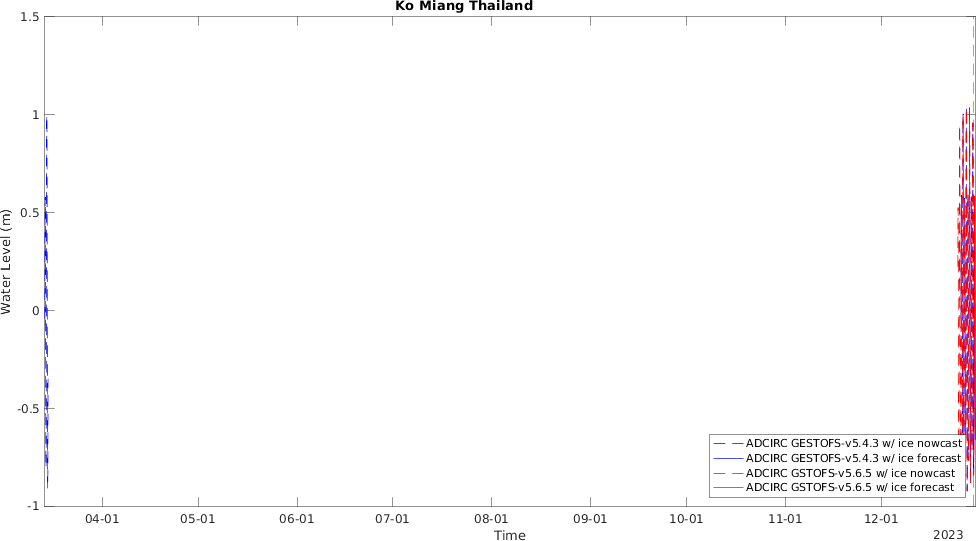 Ko Miang Thailand
Water Level (m)
1.5
1
0.5
0
-0.5
-1
ADCIRC GESTOFS-v5.4.3 w/ ice nowcast
ADCIRC GESTOFS-v5.4.3 w/ ice forecast
ADCIRC GSTOFS-v5.6.5 w/ ice nowcast
ADCIRC GSTOFS-v5.6.5 w/ ice forecast
04-01 05-01 06-01 07-01 08-01 09-01 10-01 11-01 12-01
Time
2023